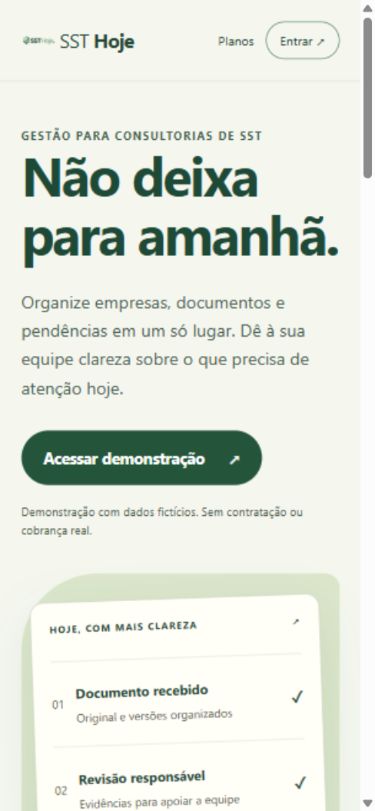 SST Hoje
Planos
Entrar ↗
GESTÃO PARA CONSULTORIAS DE SST
Não deixa
para amanhã.
Organize empresas, documentos e
pendências em um só lugar. Dê à sua
equipe clareza sobre o que precisa de
atenção hoje.
Acessar demonstração ↗
Demonstração com dados fictícios. Sem contratação ou
cobrança real.
HOJE, COM MAIS CLAREZA ↗
01 Documento recebido ✓
Original e versões organizados
02 Revisão responsável ✓
Evidências para apoiar a equipe